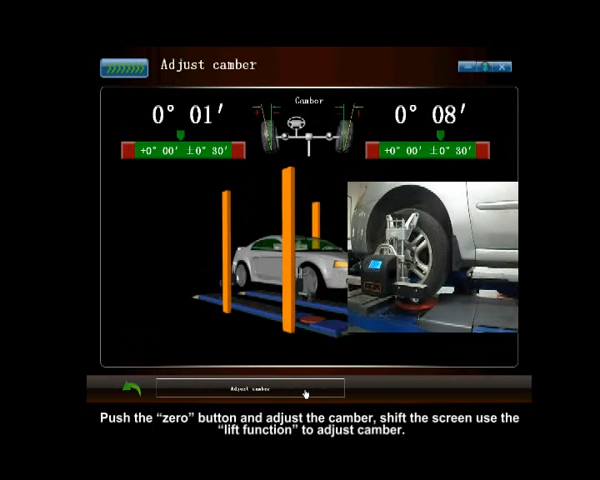 Adjust camber
Camber
0° 01′
0° 08′
+0° 00′ ±0° 30′
+0° 00′ ±0° 30′
Adjust camber
Push the “zero” button and adjust the camber, shift the screen use the
“lift function” to adjust camber.